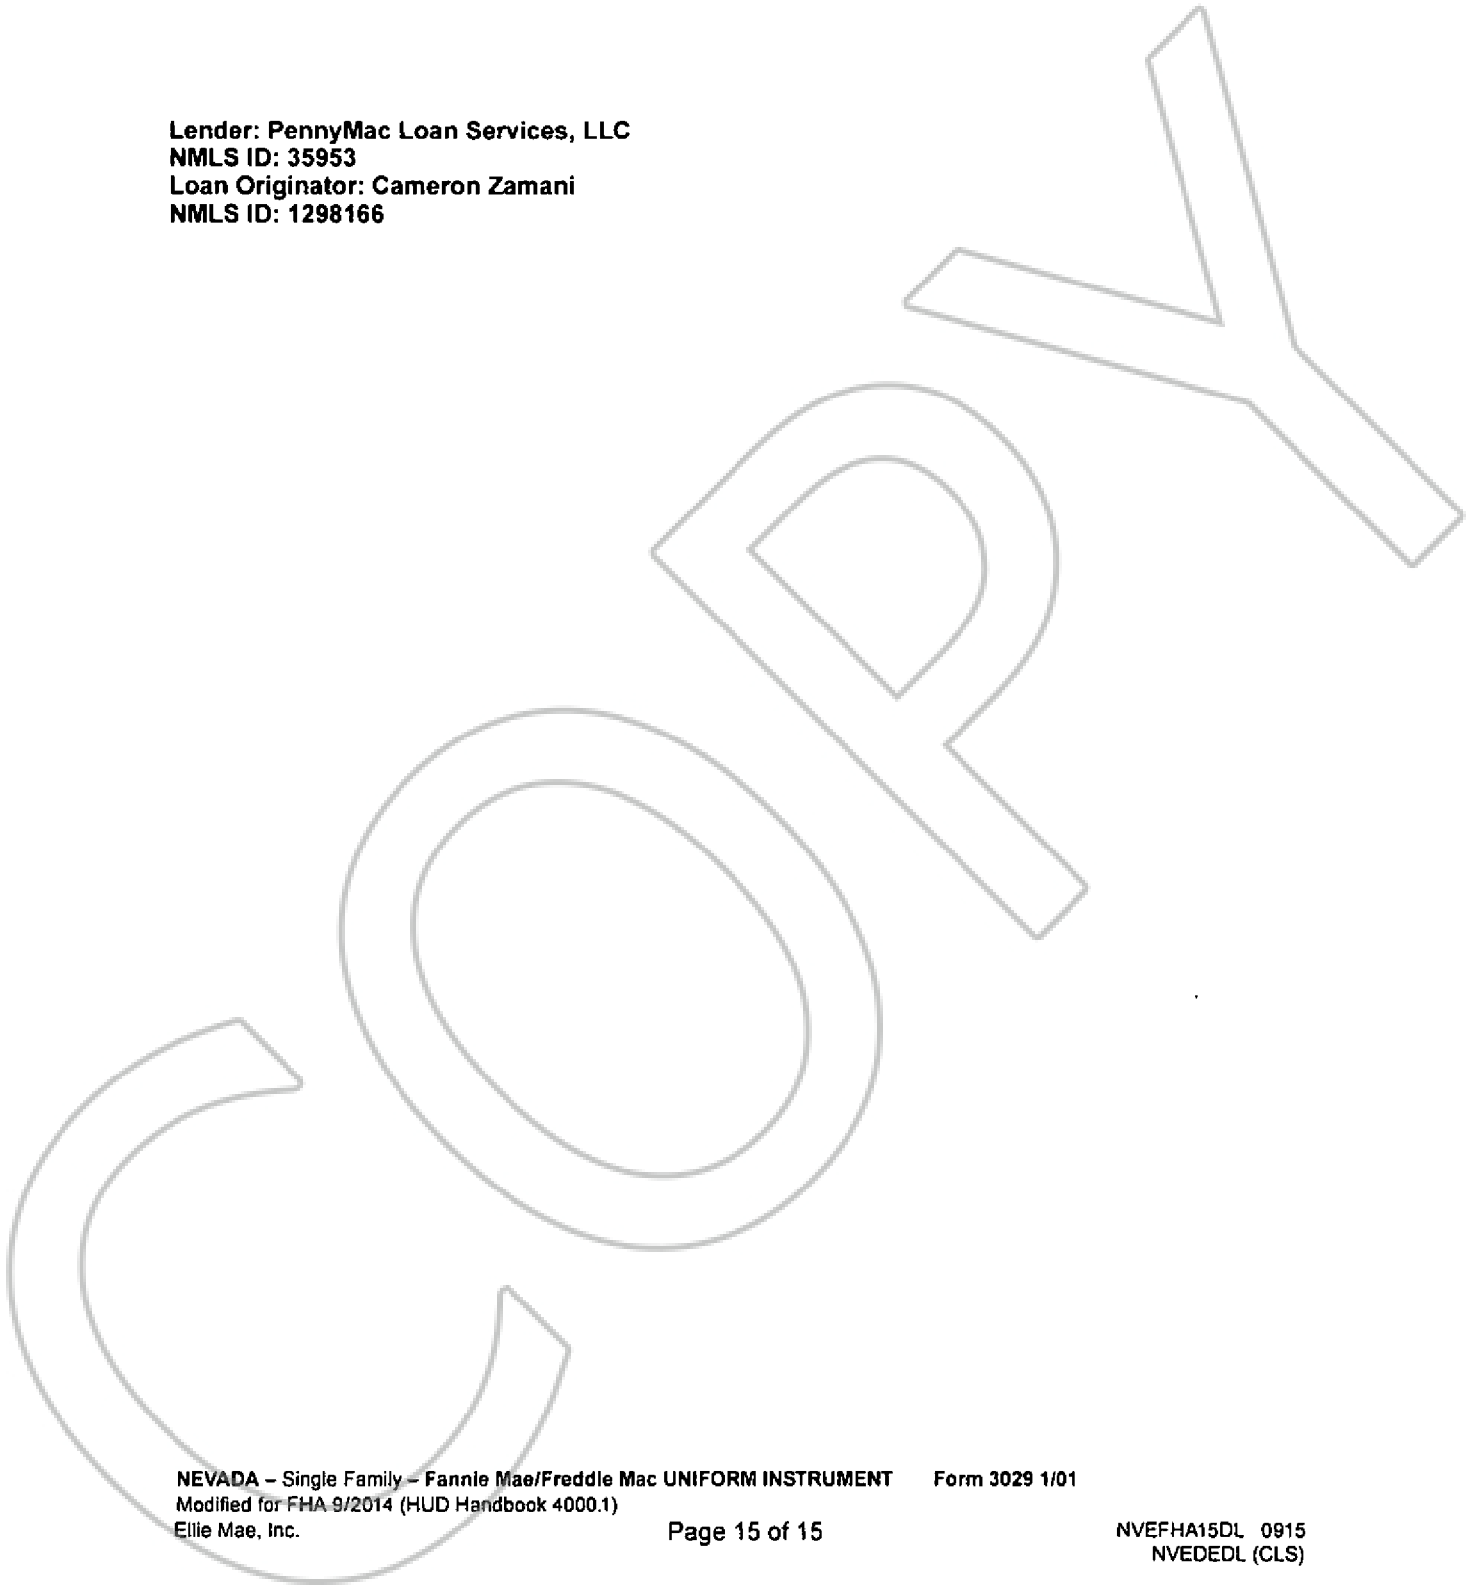 Lender: PennyMac Loan Services, LLC
NMLS ID: 35953
Loan Originator: Cameron Zamani
NMLS ID: 1298166
COPY
NEVADA – Single Family – Fannie Mae/Freddie Mac UNIFORM INSTRUMENT Form 3029 1/01
Modified for FHA 9/2014 (HUD Handbook 4000.1)
Ellie Mae, Inc. Page 15 of 15 NVEFHA15DL 0915
NVEDEDL (CLS)